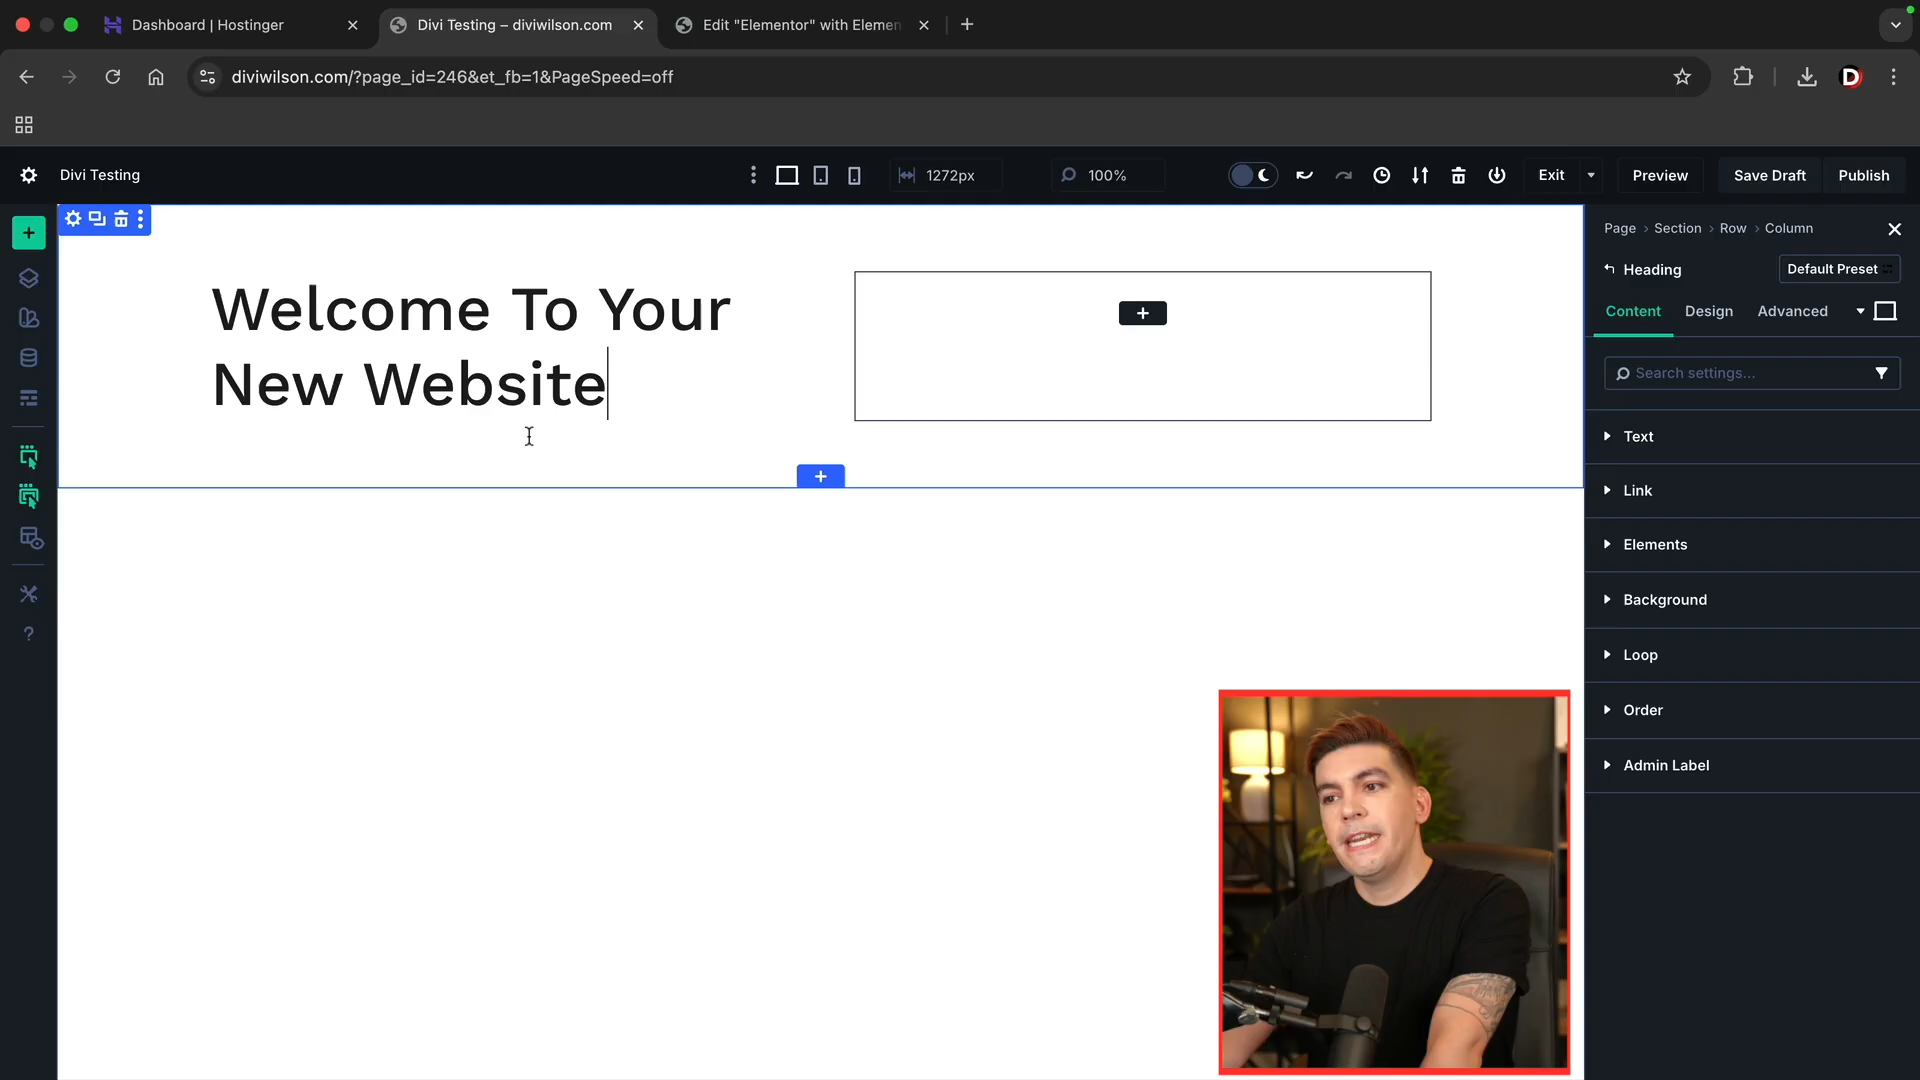 Dashboard | Hostinger
Divi Testing – diviwilson.com
Edit "Elementor" with Elemen
diviwilson.com/?page_id=246&et_fb=1&PageSpeed=off
D
Divi Testing
1272px
100%
Exit
Preview
Save Draft
Publish
Page › Section › Row › Column
Heading
Default Preset
Content
Design
Advanced
Search settings...
Text
Link
Elements
Background
Loop
Order
Admin Label
Welcome To Your
New Website